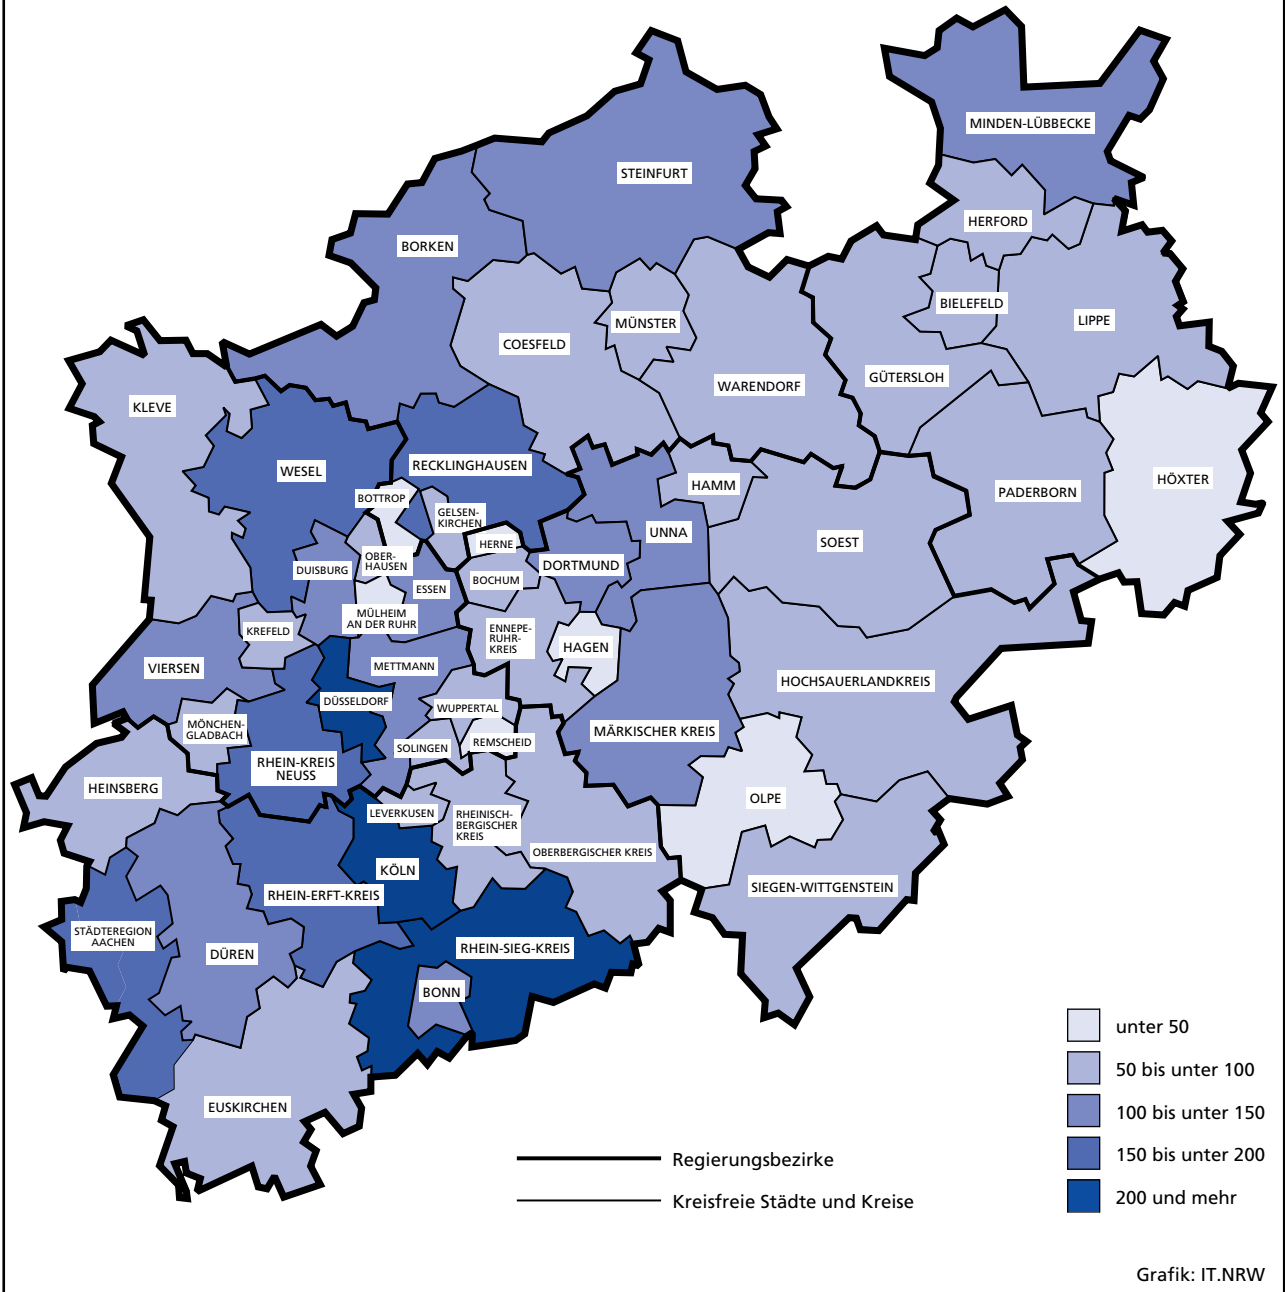 MINDEN-LÜBBECKE
STEINFURT
HERFORD
BORKEN
BIELEFELD
LIPPE
MÜNSTER
COESFELD
GÜTERSLOH
WARENDORF
KLEVE
RECKLINGHAUSEN
WESEL
HÖXTER
HAMM
PADERBORN
BOTTROP
GELSEN-
KIRCHEN
UNNA
SOEST
HERNE
OBER-
HAUSEN
DORTMUND
DUISBURG
BOCHUM
ESSEN
MÜLHEIM
AN DER RUHR
KREFELD
ENNEPE-
RUHR-
KREIS
HAGEN
VIERSEN
METTMANN
HOCHSAUERLANDKREIS
DÜSSELDORF
WUPPERTAL
MÖNCHEN-
GLADBACH
MÄRKISCHER KREIS
SOLINGEN
REMSCHEID
RHEIN-KREIS
NEUSS
HEINSBERG
OLPE
LEVERKUSEN
RHEINISCH-
BERGISCHER
KREIS
OBERBERGISCHER KREIS
KÖLN
SIEGEN-WITTGENSTEIN
RHEIN-ERFT-KREIS
STÄDTEREGION
AACHEN
RHEIN-SIEG-KREIS
DÜREN
BONN
EUSKIRCHEN
unter 50
50 bis unter 100
100 bis unter 150
150 bis unter 200
200 und mehr
Regierungsbezirke
Kreisfreie Städte und Kreise
Grafik: IT.NRW